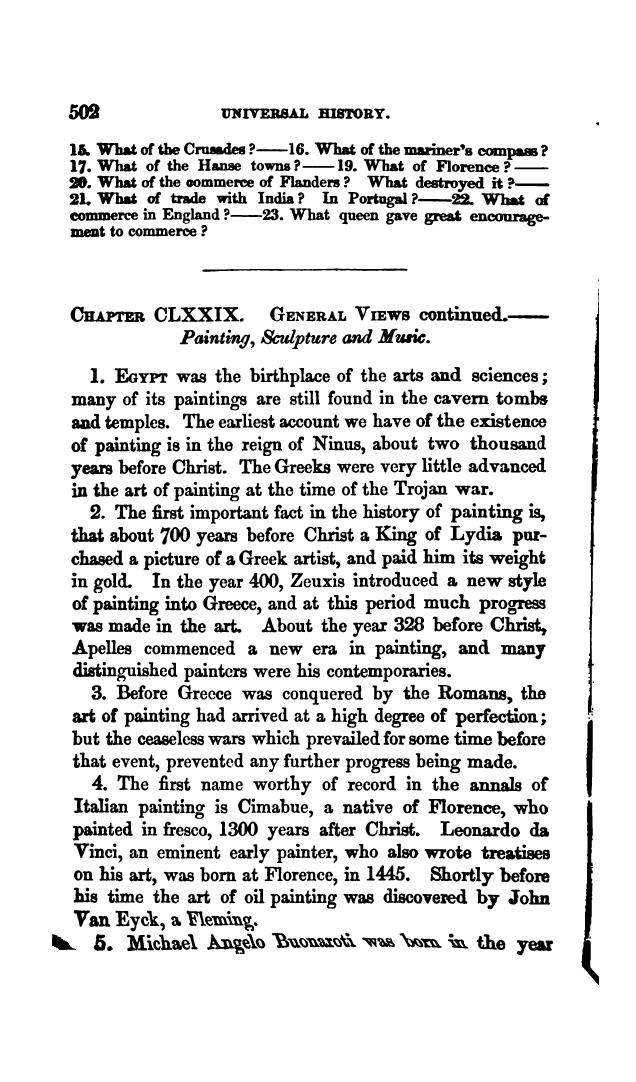 502 UNIVERSAL HISTORY.
15. What of the Crusades?——16. What of the mariner's compass?
17. What of the Hanse towns?——19. What of Florence?——
20. What of the commerce of Flanders? What destroyed it?——
21. What of trade with India? In Portugal?——22. What of
commerce in England?——23. What queen gave great encourage-
ment to commerce?
CHAPTER CLXXIX. GENERAL VIEWS continued.——
Painting, Sculpture and Music.
1. EGYPT was the birthplace of the arts and sciences;
many of its paintings are still found in the cavern tombs
and temples. The earliest account we have of the existence
of painting is in the reign of Ninus, about two thousand
years before Christ. The Greeks were very little advanced
in the art of painting at the time of the Trojan war.
2. The first important fact in the history of painting is,
that about 700 years before Christ a King of Lydia pur-
chased a picture of a Greek artist, and paid him its weight
in gold. In the year 400, Zeuxis introduced a new style
of painting into Greece, and at this period much progress
was made in the art. About the year 328 before Christ,
Apelles commenced a new era in painting, and many
distinguished painters were his contemporaries.
3. Before Greece was conquered by the Romans, the
art of painting had arrived at a high degree of perfection;
but the ceaseless wars which prevailed for some time before
that event, prevented any further progress being made.
4. The first name worthy of record in the annals of
Italian painting is Cimabue, a native of Florence, who
painted in fresco, 1300 years after Christ. Leonardo da
Vinci, an eminent early painter, who also wrote treatises
on his art, was born at Florence, in 1445. Shortly before
his time the art of oil painting was discovered by John
Van Eyck, a Fleming.
5. Michael Angelo Buonaroti was born in the year